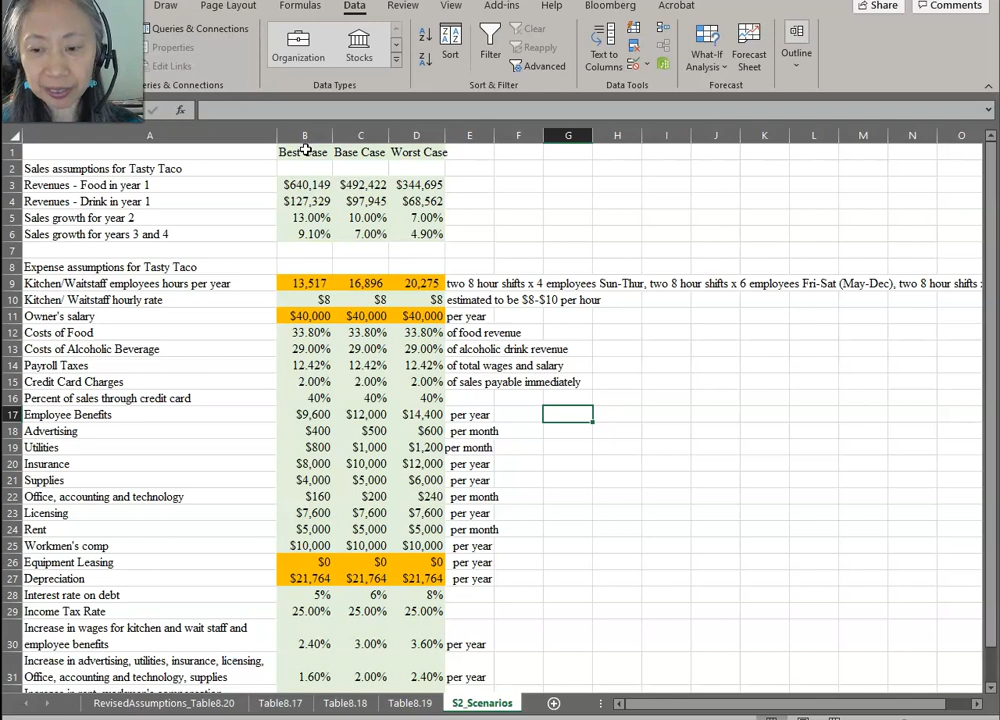 Draw Page Layout Formulas Data Review View Add-ins Help Bloomberg Acrobat Share Comments
Queries & Connections
Properties
Edit Links
Organization Stocks
Sort Filter
Clear
Reapply
Advanced
Text to Columns
What-If Analysis
Forecast Sheet
Outline
eries & Connections Data Types Sort & Filter Data Tools Forecast
fx
A B C D E F G H I J K L M N O
1 Best Case Base Case Worst Case
2 Sales assumptions for Tasty Taco
3 Revenues - Food in year 1 $640,149 $492,422 $344,695
4 Revenues - Drink in year 1 $127,329 $97,945 $68,562
5 Sales growth for year 2 13.00% 10.00% 7.00%
6 Sales growth for years 3 and 4 9.10% 7.00% 4.90%
7
8 Expense assumptions for Tasty Taco
9 Kitchen/Waitstaff employees hours per year 13,517 16,896 20,275 two 8 hour shifts x 4 employees Sun-Thur, two 8 hour shifts x 6 employees Fri-Sat (May-Dec), two 8 hour shifts
10 Kitchen/ Waitstaff hourly rate $8 $8 $8 estimated to be $8-$10 per hour
11 Owner's salary $40,000 $40,000 $40,000 per year
12 Costs of Food 33.80% 33.80% 33.80% of food revenue
13 Costs of Alcoholic Beverage 29.00% 29.00% 29.00% of alcoholic drink revenue
14 Payroll Taxes 12.42% 12.42% 12.42% of total wages and salary
15 Credit Card Charges 2.00% 2.00% 2.00% of sales payable immediately
16 Percent of sales through credit card 40% 40% 40%
17 Employee Benefits $9,600 $12,000 $14,400 per year
18 Advertising $400 $500 $600 per month
19 Utilities $800 $1,000 $1,200 per month
20 Insurance $8,000 $10,000 $12,000 per year
21 Supplies $4,000 $5,000 $6,000 per year
22 Office, accounting and technology $160 $200 $240 per month
23 Licensing $7,600 $7,600 $7,600 per year
24 Rent $5,000 $5,000 $5,000 per month
25 Workmen's comp $10,000 $10,000 $10,000 per year
26 Equipment Leasing $0 $0 $0 per year
27 Depreciation $21,764 $21,764 $21,764 per year
28 Interest rate on debt 5% 6% 8%
29 Income Tax Rate 25.00% 25.00% 25.00%
Increase in wages for kitchen and wait staff and
30 employee benefits 2.40% 3.00% 3.60% per year
Increase in advertising, utilities, insurance, licensing,
31 Office, accounting and technology, supplies 1.60% 2.00% 2.40% per year
RevisedAssumptions_Table8.20 Table8.17 Table8.18 Table8.19 S2_Scenarios